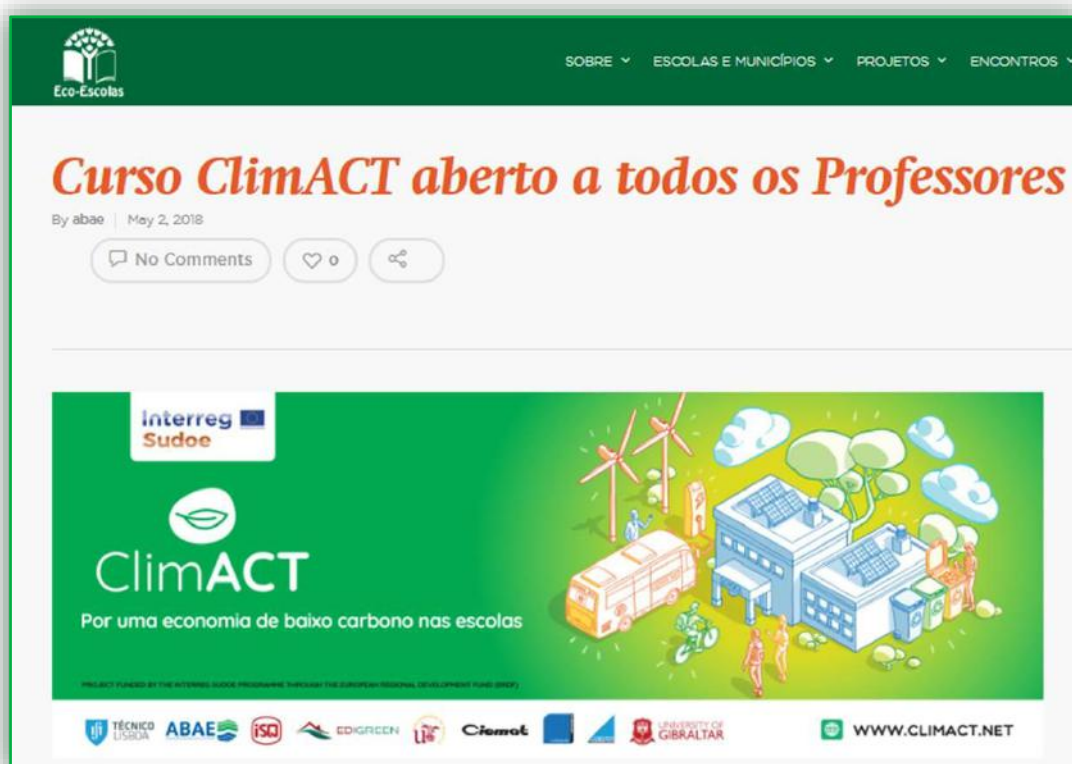 Eco-Escolas
SOBRE ESCOLAS E MUNICÍPIOS PROJETOS ENCONTROS
Curso ClimACT aberto a todos os Professores
By abae | May 2, 2018
No Comments 0
Interreg
Sudoe
ClimACT
Por uma economia de baixo carbono nas escolas
PROJECT FUNDED BY THE INTERREG SUDOE PROGRAMME THROUGH THE EUROPEAN REGIONAL DEVELOPMENT FUND (ERDF)
TÉCNICO LISBOA ABAE isq EDIGREEN Ciemat UNIVERSITY OF GIBRALTAR WWW.CLIMACT.NET